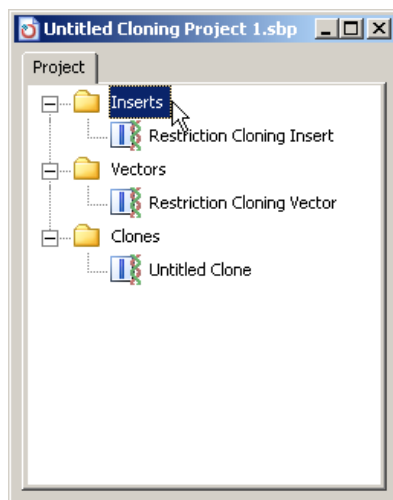 Untitled Cloning Project 1.sbp
Project
Inserts
Restriction Cloning Insert
Vectors
Restriction Cloning Vector
Clones
Untitled Clone